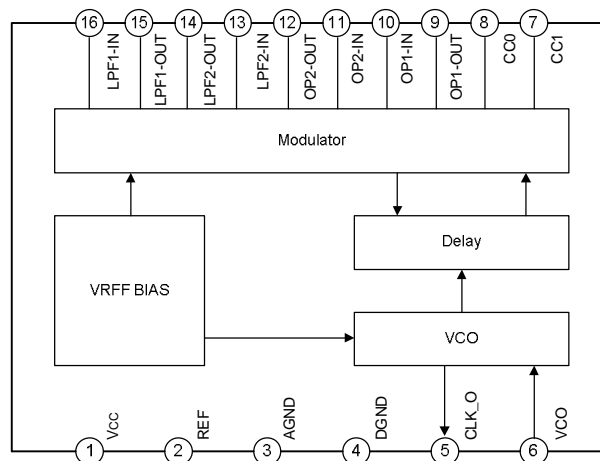 16 15 14 13 12 11 10 9 8 7
LPF1-IN
LPF1-OUT
LPF2-OUT
LPF2-IN
OP2-OUT
OP2-IN
OP1-IN
OP1-OUT
CC0
CC1
Modulator
VRFF BIAS
Delay
VCO
Vcc
REF
AGND
DGND
CLK_O
VCO
1 2 3 4 5 6